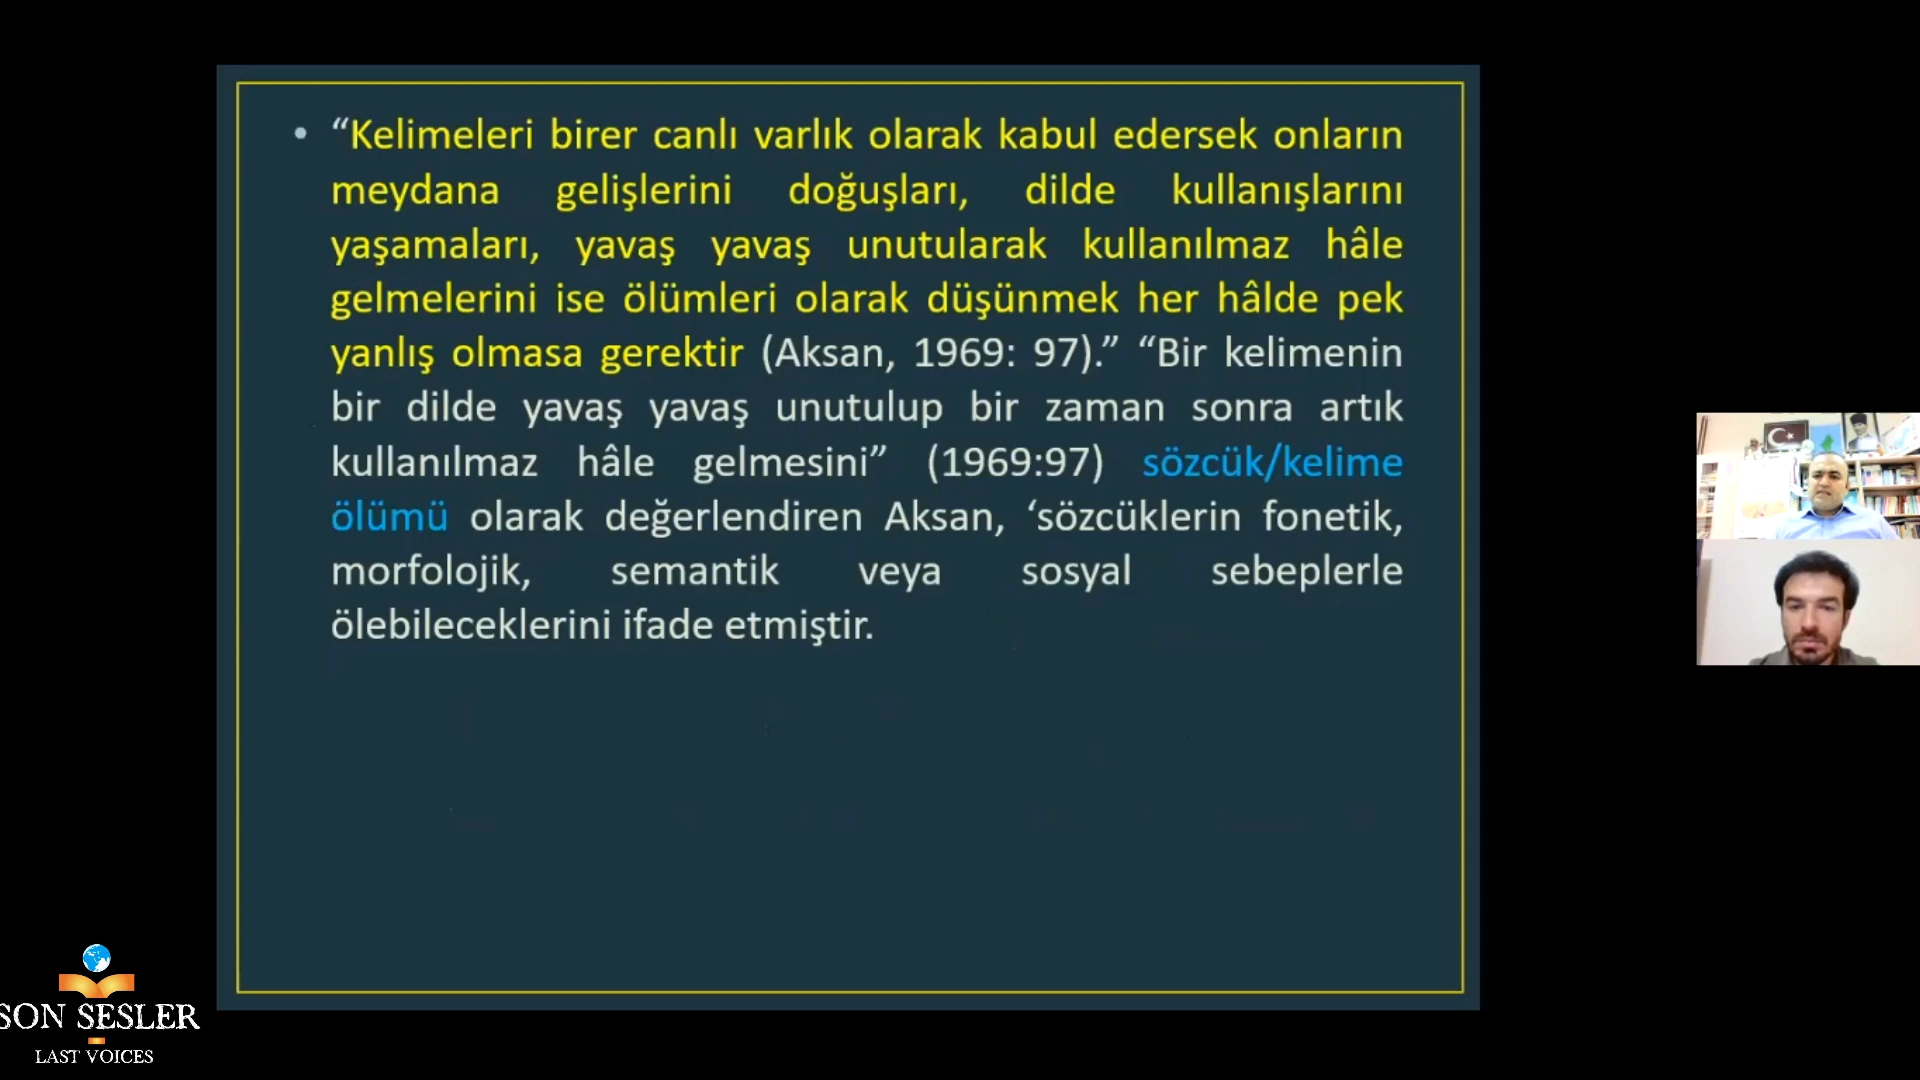 • “Kelimeleri birer canlı varlık olarak kabul edersek onların
meydana gelişlerini doğuşları, dilde kullanışlarını
yaşamaları, yavaş yavaş unutularak kullanılmaz hâle
gelmelerini ise ölümleri olarak düşünmek her hâlde pek
yanlış olmasa gerektir (Aksan, 1969: 97).” “Bir kelimenin
bir dilde yavaş yavaş unutulup bir zaman sonra artık
kullanılmaz hâle gelmesini” (1969:97) sözcük/kelime
ölümü olarak değerlendiren Aksan, ‘sözcüklerin fonetik,
morfolojik, semantik veya sosyal sebeplerle
ölebileceklerini ifade etmiştir.
SON SESLER
LAST VOICES